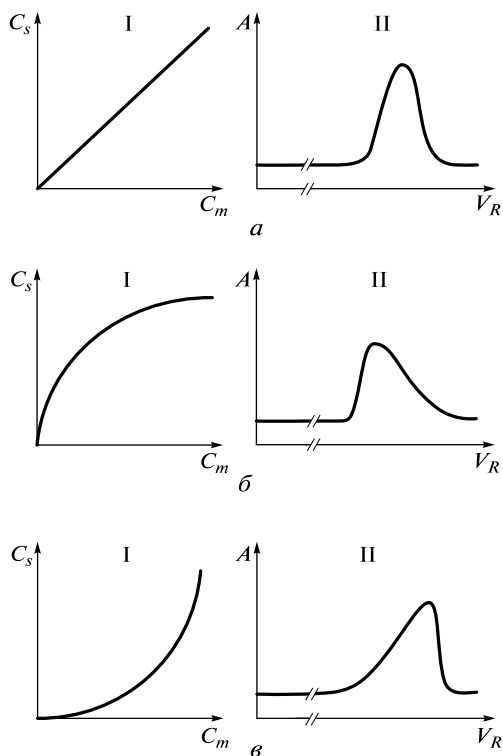 I II
C_s A
C_m V_R
а
I II
C_s A
C_m V_R
б
I II
C_s A
C_m V_R
в